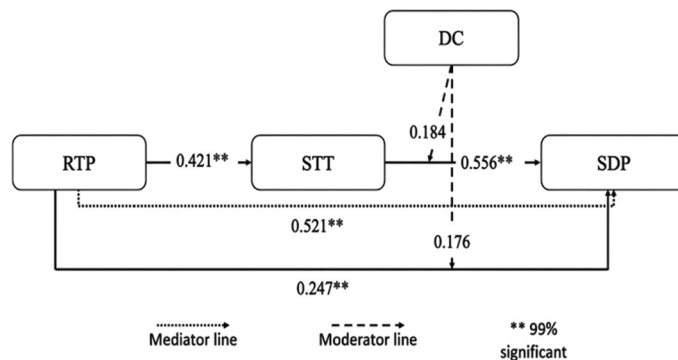 DC
0.184
RTP
0.421**
STT
0.556**
SDP
0.521**
0.176
0.247**
Mediator line
Moderator line
** 99%
significant